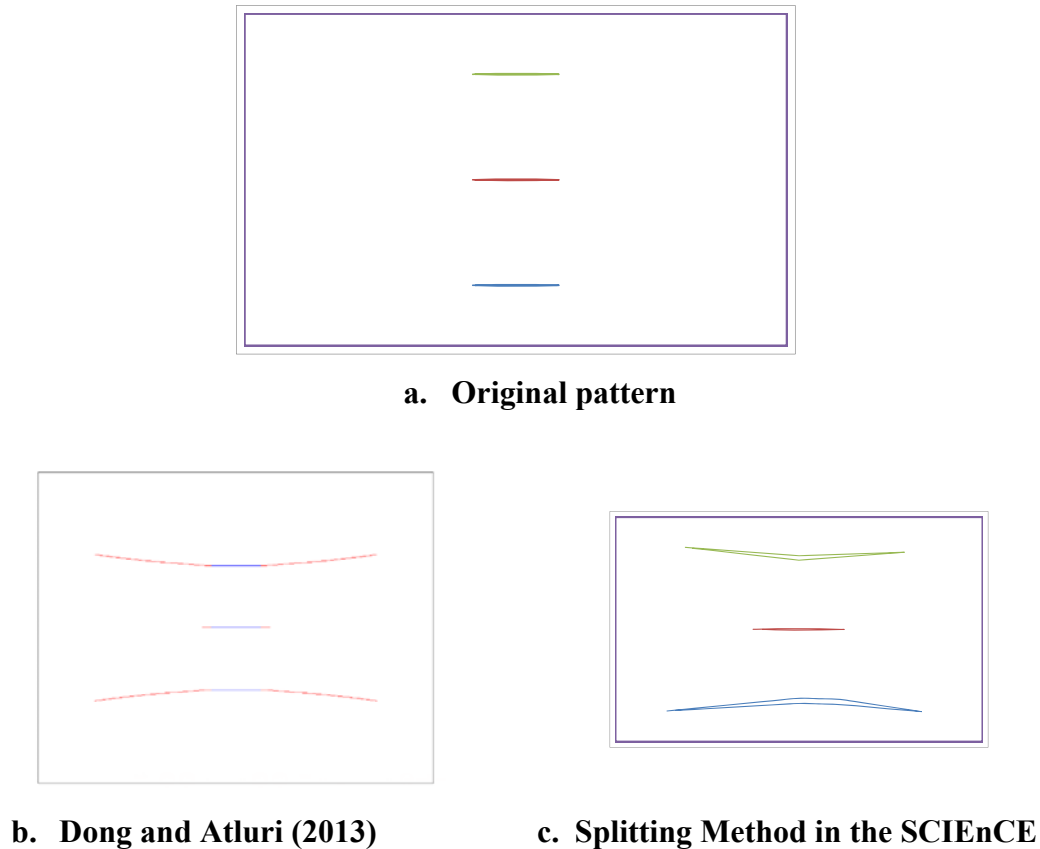 a. Original pattern
b. Dong and Atluri (2013)
c. Splitting Method in the SCIEnCE